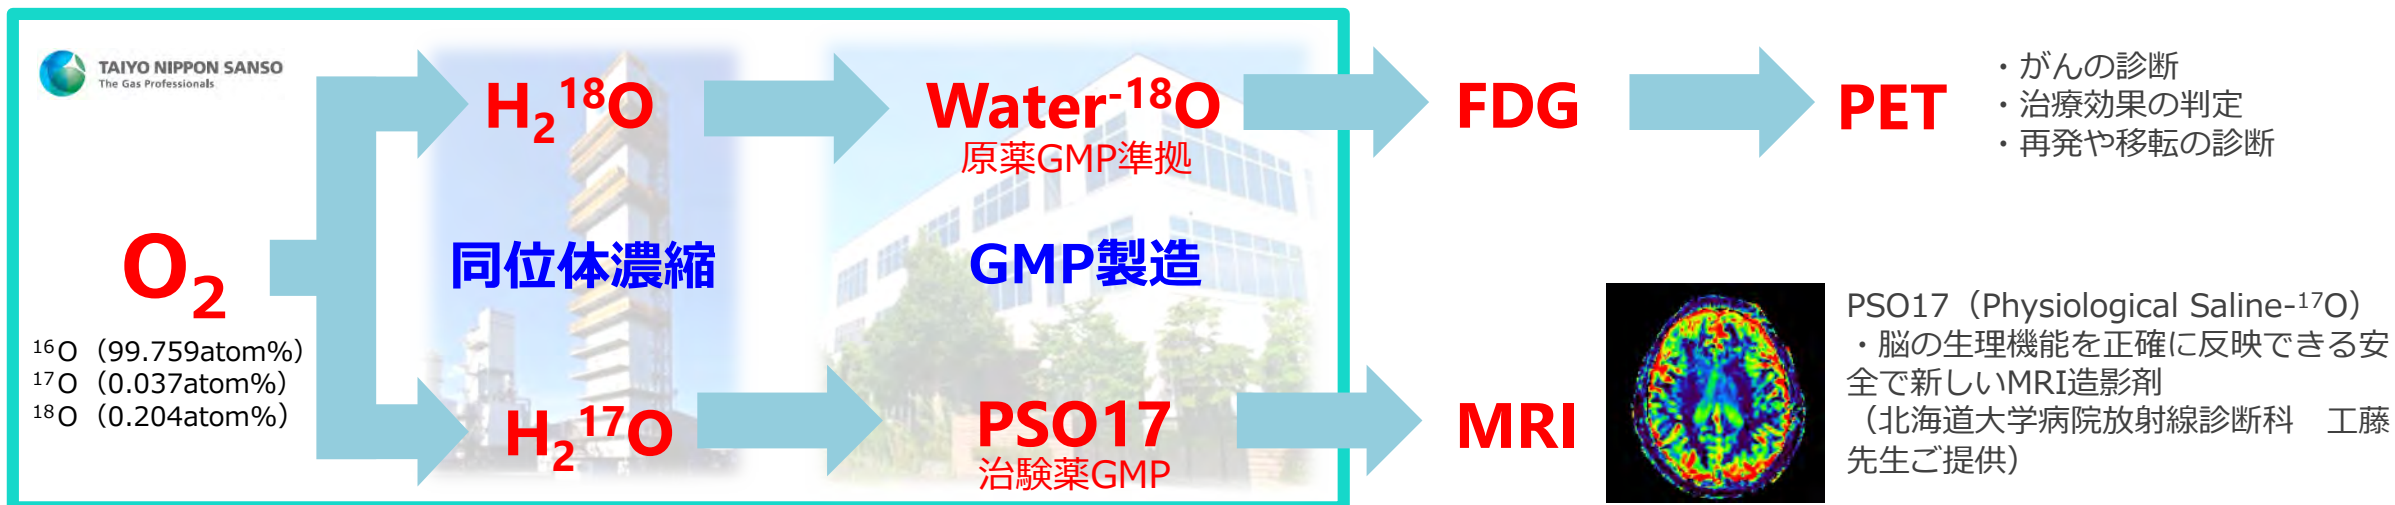 TAIYO NIPPON SANSO
The Gas Professionals
O₂
¹⁶O（99.759atom%）
¹⁷O（0.037atom%）
¹⁸O（0.204atom%）
H₂¹⁸O
同位体濃縮
H₂¹⁷O
Water-¹⁸O
原薬GMP準拠
GMP製造
PSO17
治験薬GMP
FDG
PET
・がんの診断
・治療効果の判定
・再発や移転の診断
MRI
PSO17（Physiological Saline-¹⁷O）
・脳の生理機能を正確に反映できる安
全で新しいMRI造影剤
（北海道大学病院放射線診断科　工藤
先生ご提供）